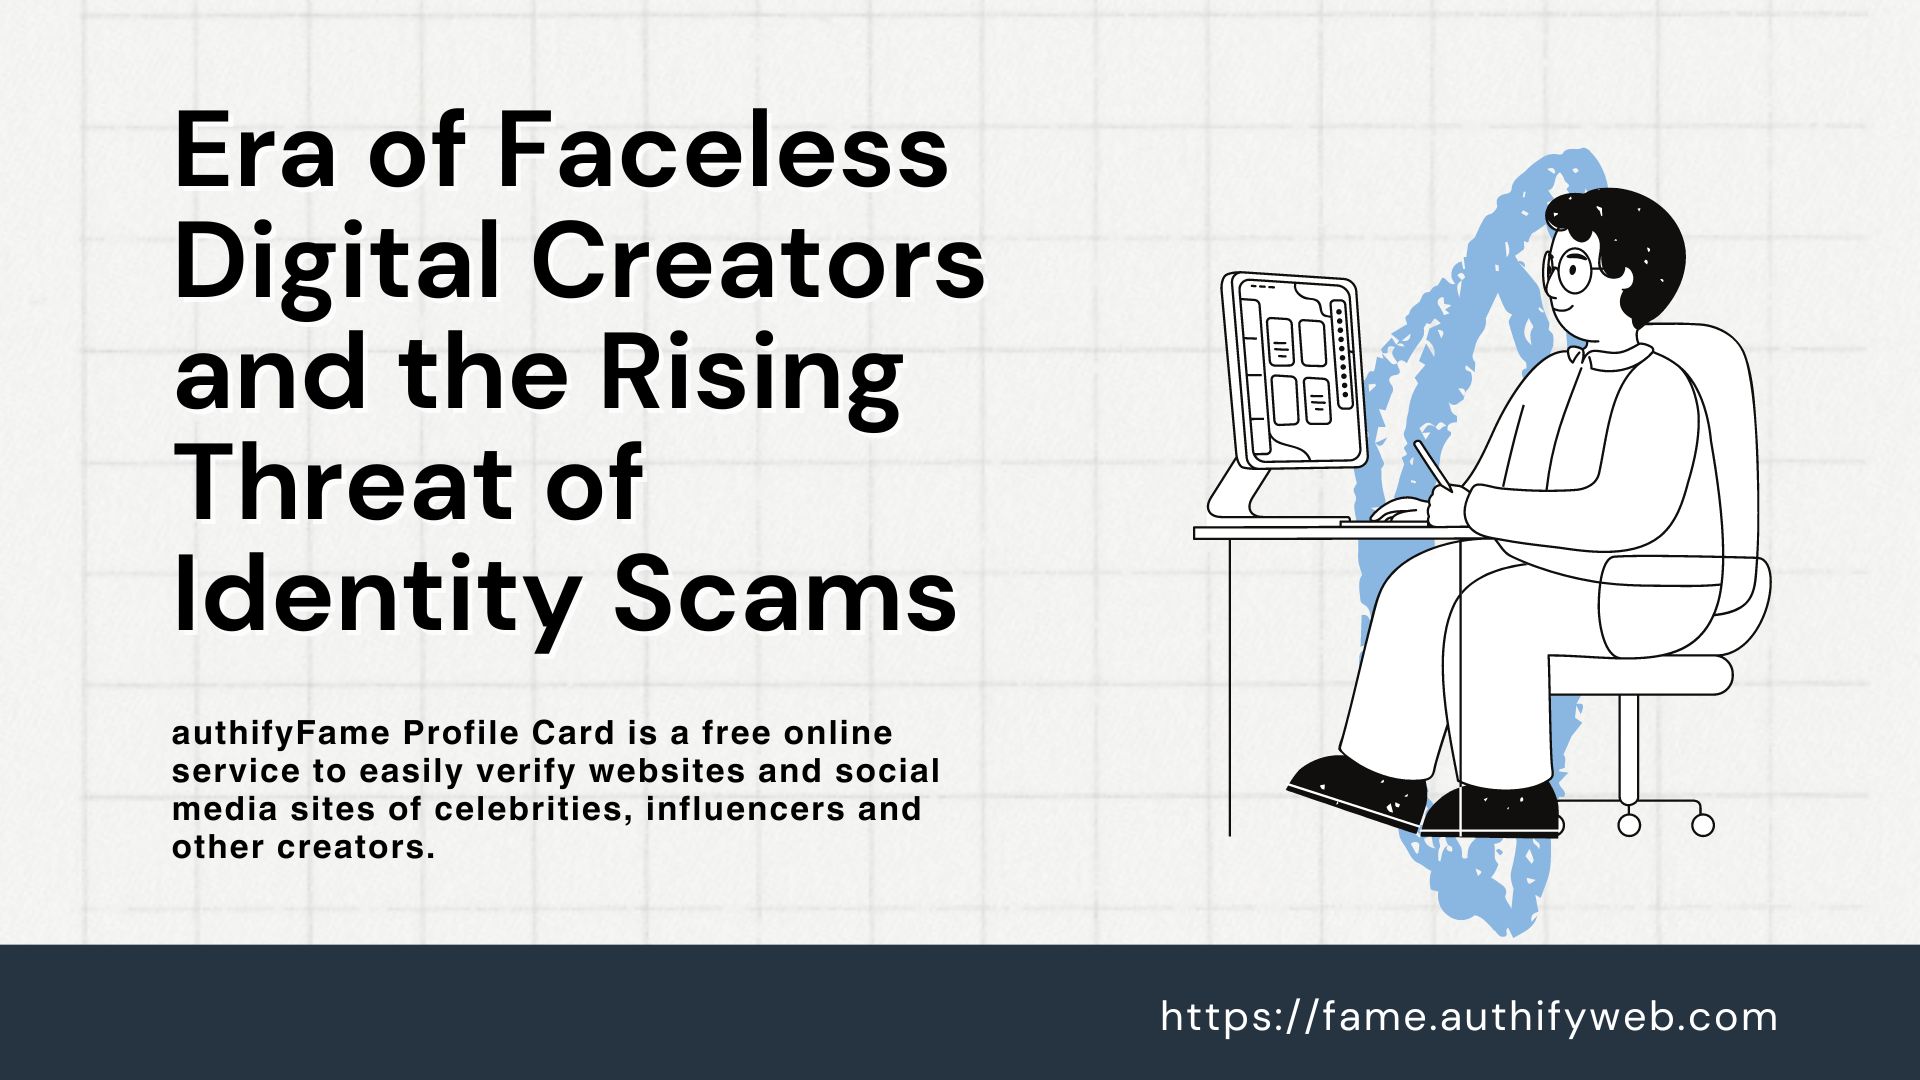 Era of Faceless
Digital Creators
and the Rising
Threat of
Identity Scams
authifyFame Profile Card is a free online
service to easily verify websites and social
media sites of celebrities, influencers and
other creators.
https://fame.authifyweb.com